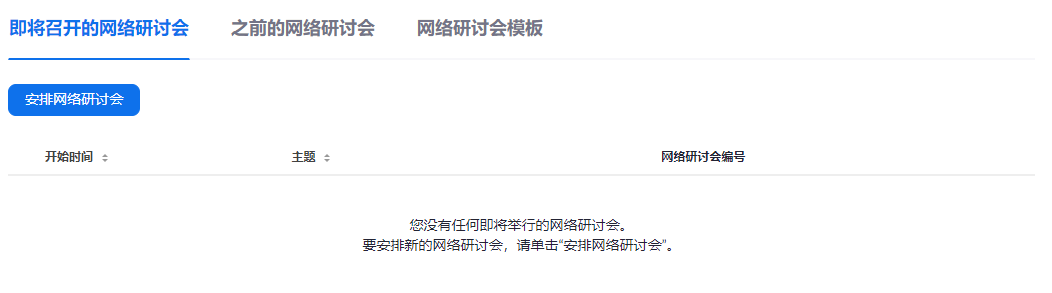 即将召开的网络研讨会 之前的网络研讨会 网络研讨会模板
安排网络研讨会
开始时间 主题 网络研讨会编号
您没有任何即将举行的网络研讨会。
要安排新的网络研讨会，请单击“安排网络研讨会”。